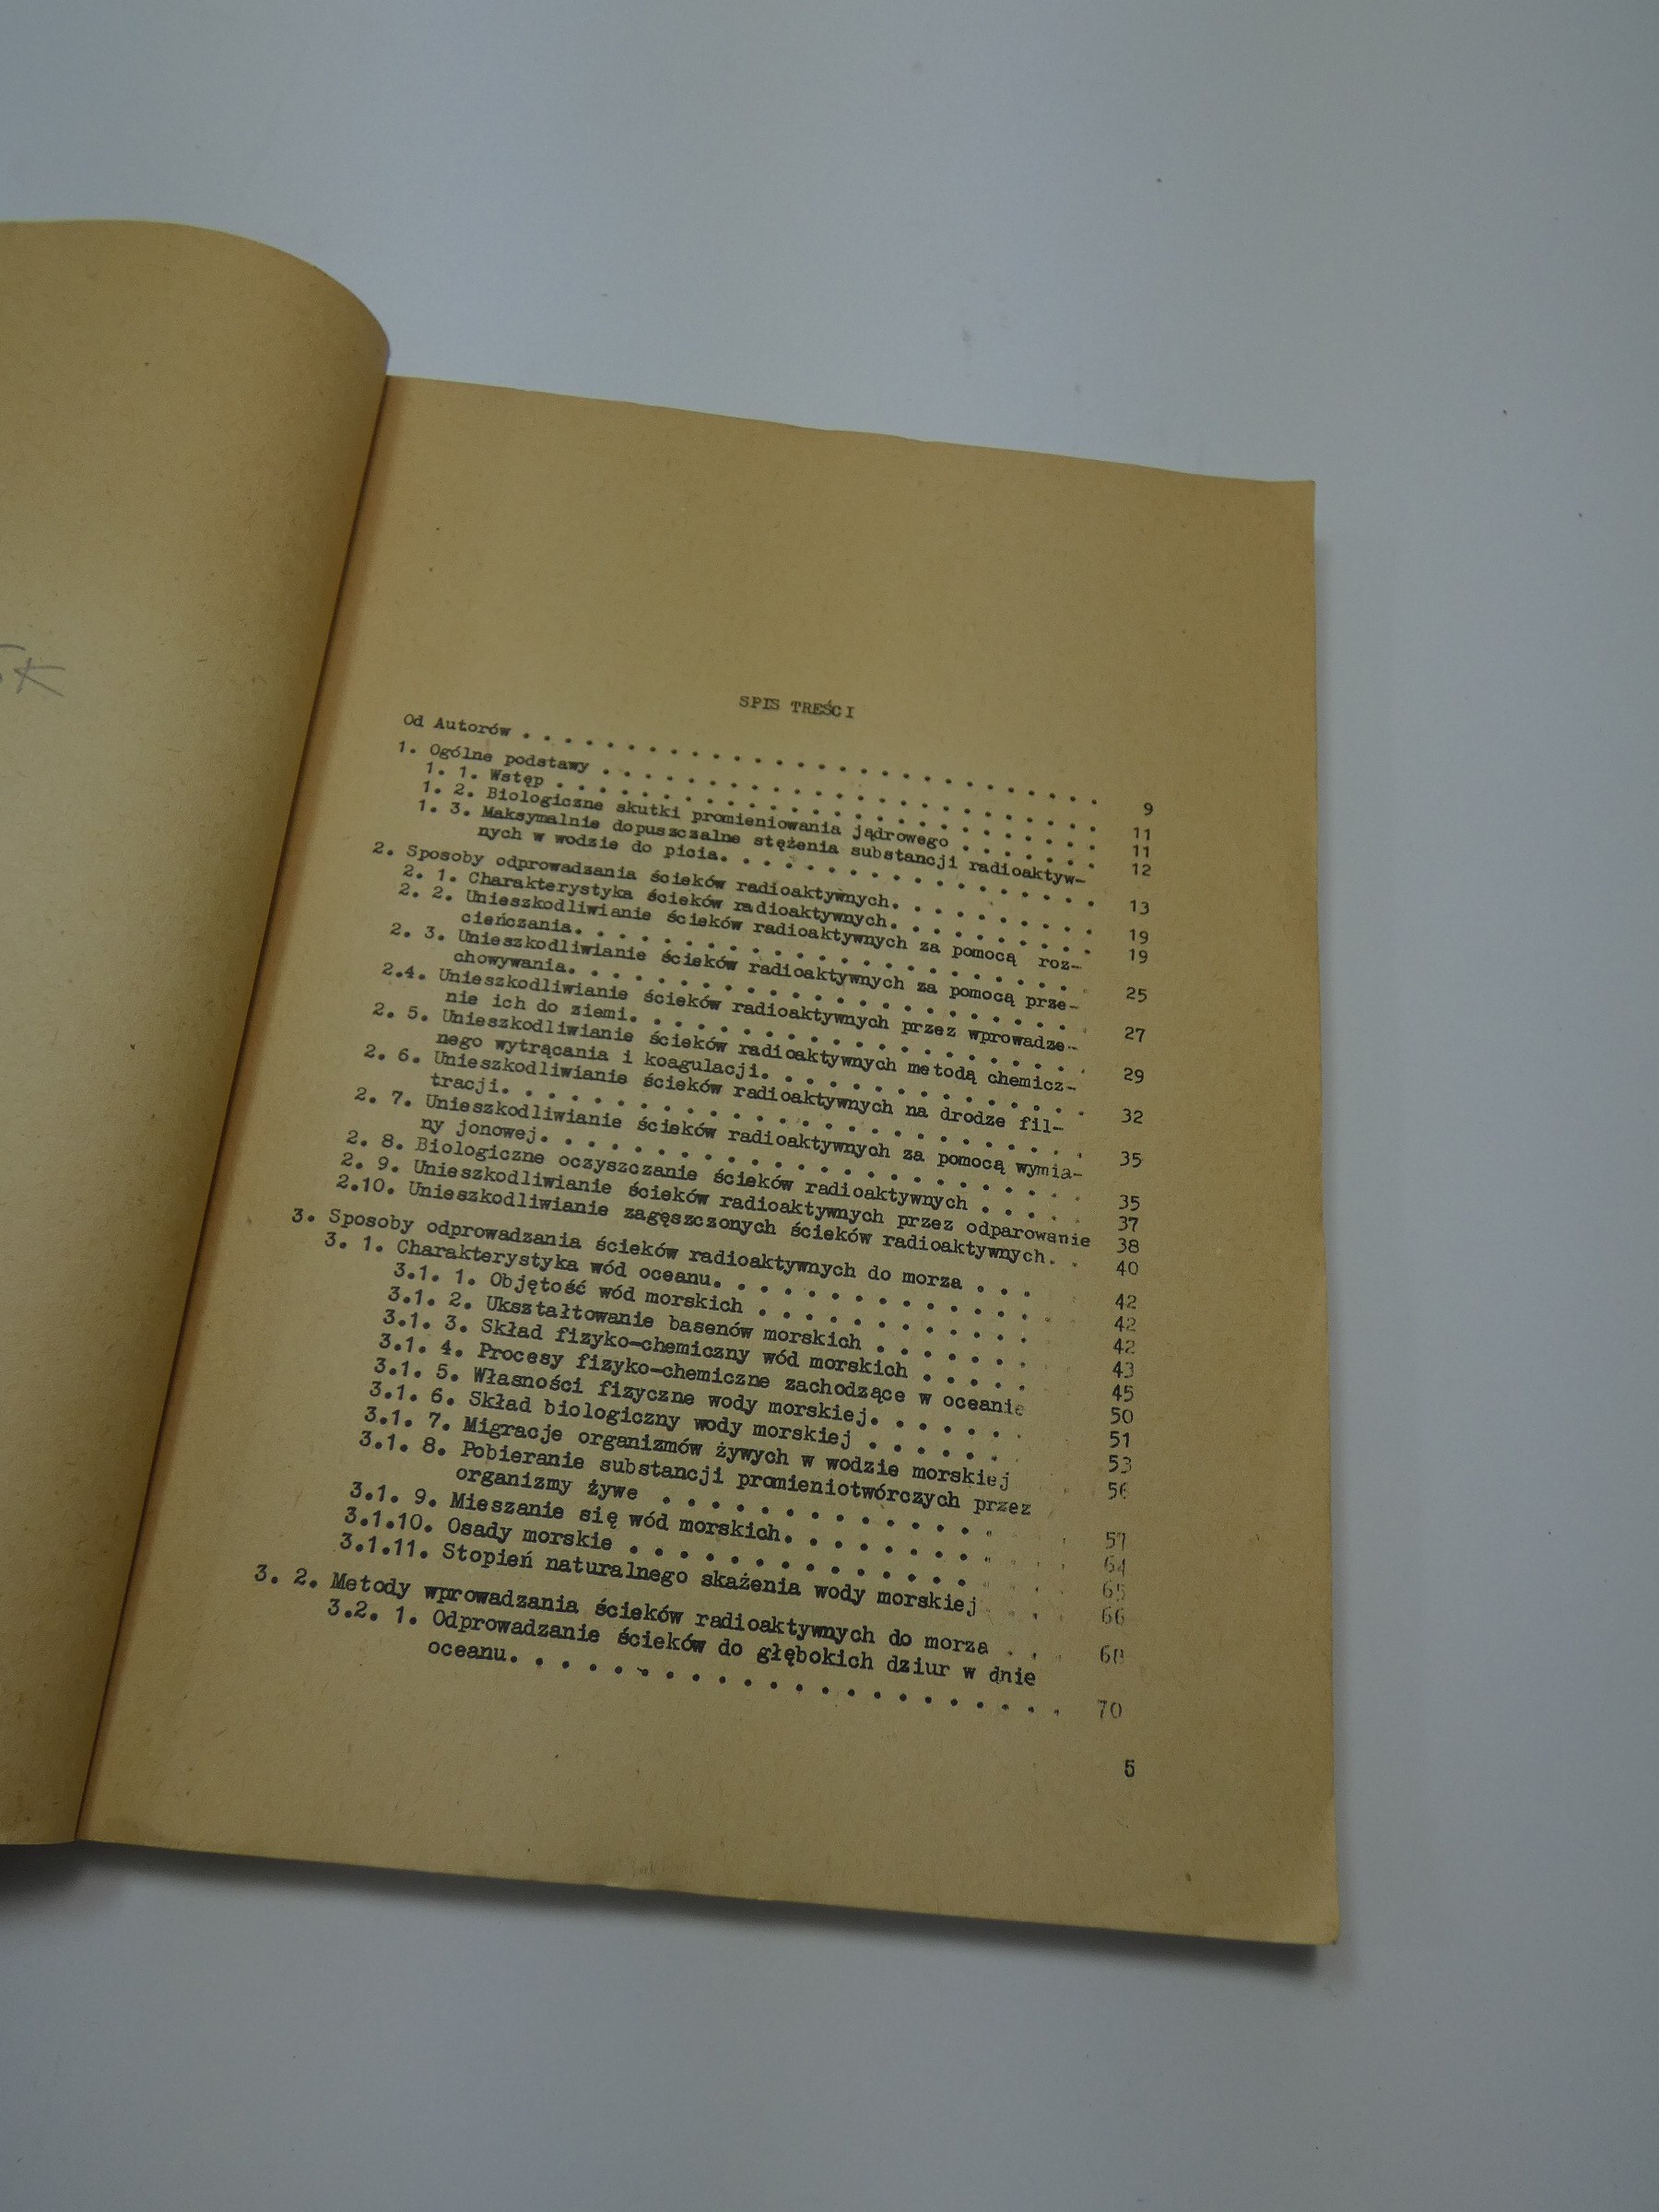 SPIS TREŚCI
Od Autorów . . . . . . . . . . . . . . . . . . . . . . . . . . . 9
1. Ogólne podstawy . . . . . . . . . . . . . . . . . . . . . . . 11
1. 1. Wstęp . . . . . . . . . . . . . . . . . . . . . . . . . . 11
1. 2. Biologiczne skutki promieniowania jądrowego . . . . . . . 12
1. 3. Maksymalnie dopuszczalne stężenia substancji radioaktyw-
nych w wodzie do picia. . . . . . . . . . . . . . . . . . 13
2. Sposoby odprowadzania ścieków radioaktywnych. . . . . . . . . 19
2. 1. Charakterystyka ścieków radioaktywnych. . . . . . . . . . 19
2. 2. Unieszkodliwianie ścieków radioaktywnych za pomocą roz-
cieńczania. . . . . . . . . . . . . . . . . . . . . . . . 25
2. 3. Unieszkodliwianie ścieków radioaktywnych za pomocą prze-
chowywania. . . . . . . . . . . . . . . . . . . . . . . . 27
2.4. Unieszkodliwianie ścieków radioaktywnych przez wprowadze-
nie ich do ziemi. . . . . . . . . . . . . . . . . . . . . 29
2. 5. Unieszkodliwianie ścieków radioaktywnych metodą chemicz-
nego wytrącania i koagulacji. . . . . . . . . . . . . . . 32
2. 6. Unieszkodliwianie ścieków radioaktywnych na drodze fil-
tracji. . . . . . . . . . . . . . . . . . . . . . . . . . 35
2. 7. Unieszkodliwianie ścieków radioaktywnych za pomocą wymia-
ny jonowej. . . . . . . . . . . . . . . . . . . . . . . . 35
2. 8. Biologiczne oczyszczanie ścieków radioaktywnych . . . . . 37
2. 9. Unieszkodliwianie ścieków radioaktywnych przez odparowanie 38
2.10. Unieszkodliwianie zagęszczonych ścieków radioaktywnych. . 40
3. Sposoby odprowadzania ścieków radioaktywnych do morza . . . 42
3. 1. Charakterystyka wód oceanu. . . . . . . . . . . . . . 42
3.1. 1. Objętość wód morskich . . . . . . . . . . . . . 42
3.1. 2. Ukształtowanie basenów morskich . . . . . . . 43
3.1. 3. Skład fizyko-chemiczny wód morskich . . . . . 45
3.1. 4. Procesy fizyko-chemiczne zachodzące w oceanie 50
3.1. 5. Własności fizyczne wody morskiej. . . . . . . 51
3.1. 6. Skład biologiczny wody morskiej . . . . . . 53
3.1. 7. Migracje organizmów żywych w wodzie morskiej 56
3.1. 8. Pobieranie substancji promieniotwórczych przez
organizmy żywe . . . . . . . . . . . . . . 57
3.1. 9. Mieszanie się wód morskich. . . . . . . . . 64
3.1.10. Osady morskie . . . . . . . . . . . . . . . 65
3.1.11. Stopień naturalnego skażenia wody morskiej . . . 66
3. 2. Metody wprowadzania ścieków radioaktywnych do morza . . 68
3.2. 1. Odprowadzanie ścieków do głębokich dziur w dnie
oceanu. . . . . . . . . . . . . . . . . . . . . . 70
5